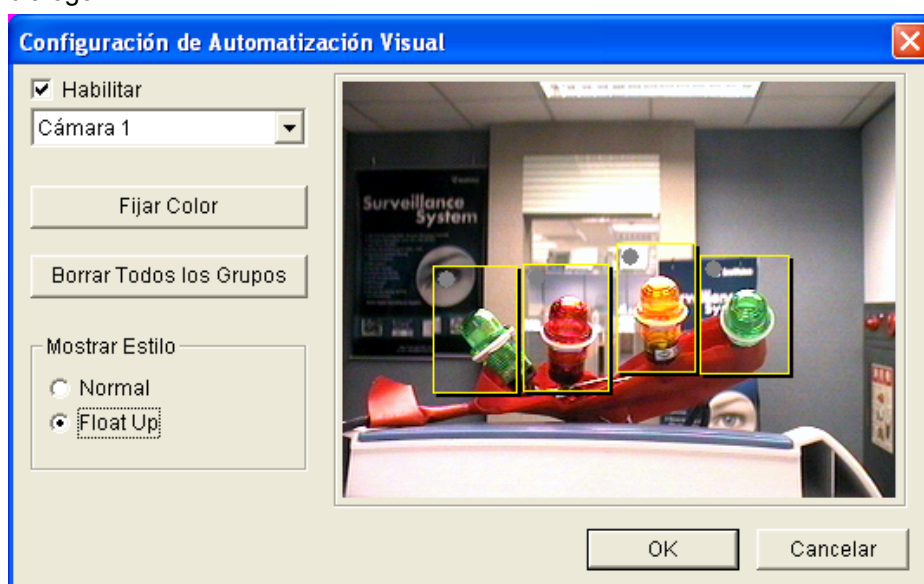 Configuración de Automatización Visual
Habilitar
Cámara 1
Fijar Color
Borrar Todos los Grupos
Mostrar Estilo
Normal
Float Up
Surveillance
System
OK
Cancelar